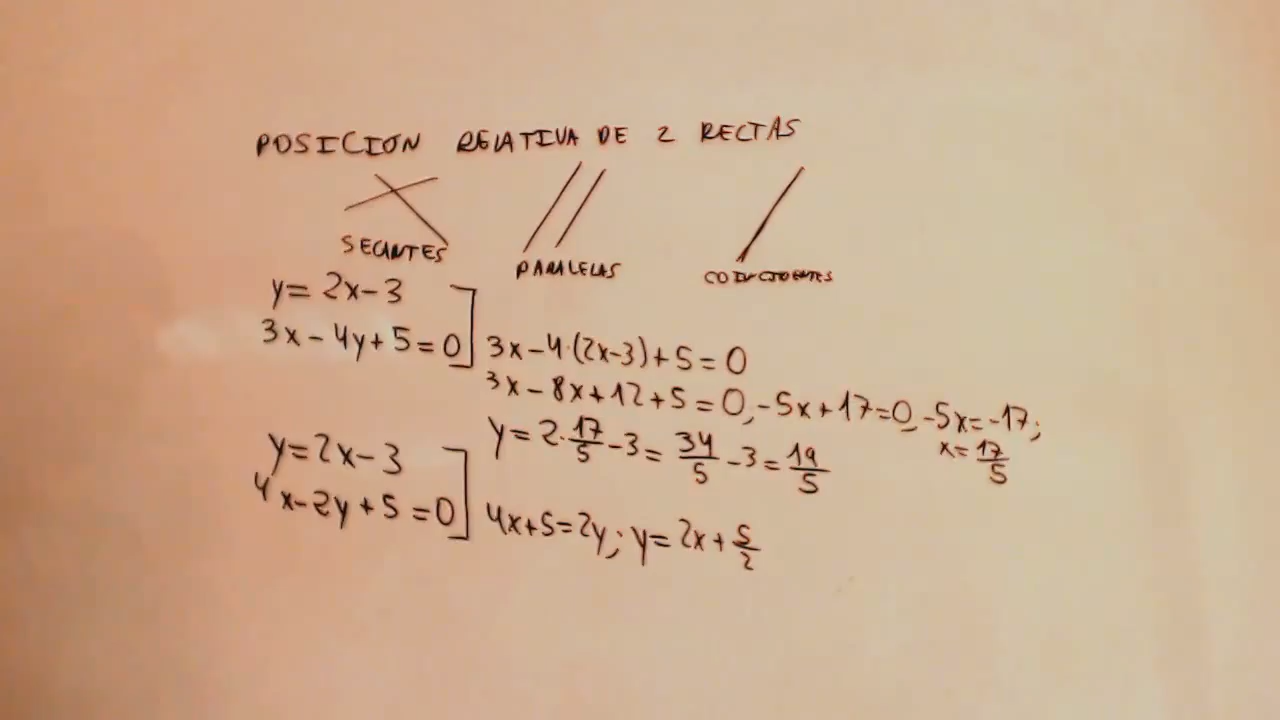 POSICION RELATIVA DE 2 RECTAS
SECANTES
PARALELAS
COINCIDENTES
y = 2x - 3
3x - 4y + 5 = 0
3x - 4·(2x-3) + 5 = 0
3x - 8x + 12 + 5 = 0, -5x + 17 = 0, -5x = -17;
x = 17/5
y = 2·17/5 - 3 = 34/5 - 3 = 19/5
y = 2x - 3
4x - 2y + 5 = 0
4x + 5 = 2y; y = 2x + 5/2